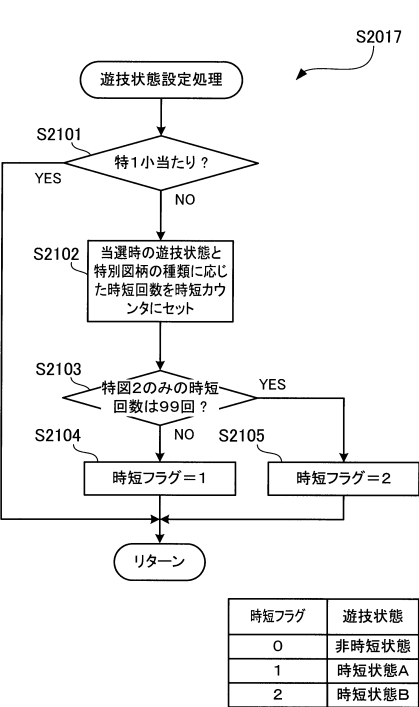 S2017
遊技状態設定処理
S2101
特1小当たり？
YES
NO
S2102
当選時の遊技状態と
特別図柄の種類に応じ
た時短回数を時短カウ
ンタにセット
S2103
特図2のみの時短
回数は99回？
YES
NO
S2104
時短フラグ＝1
S2105
時短フラグ＝2
リターン
時短フラグ 遊技状態
0 非時短状態
1 時短状態A
2 時短状態B